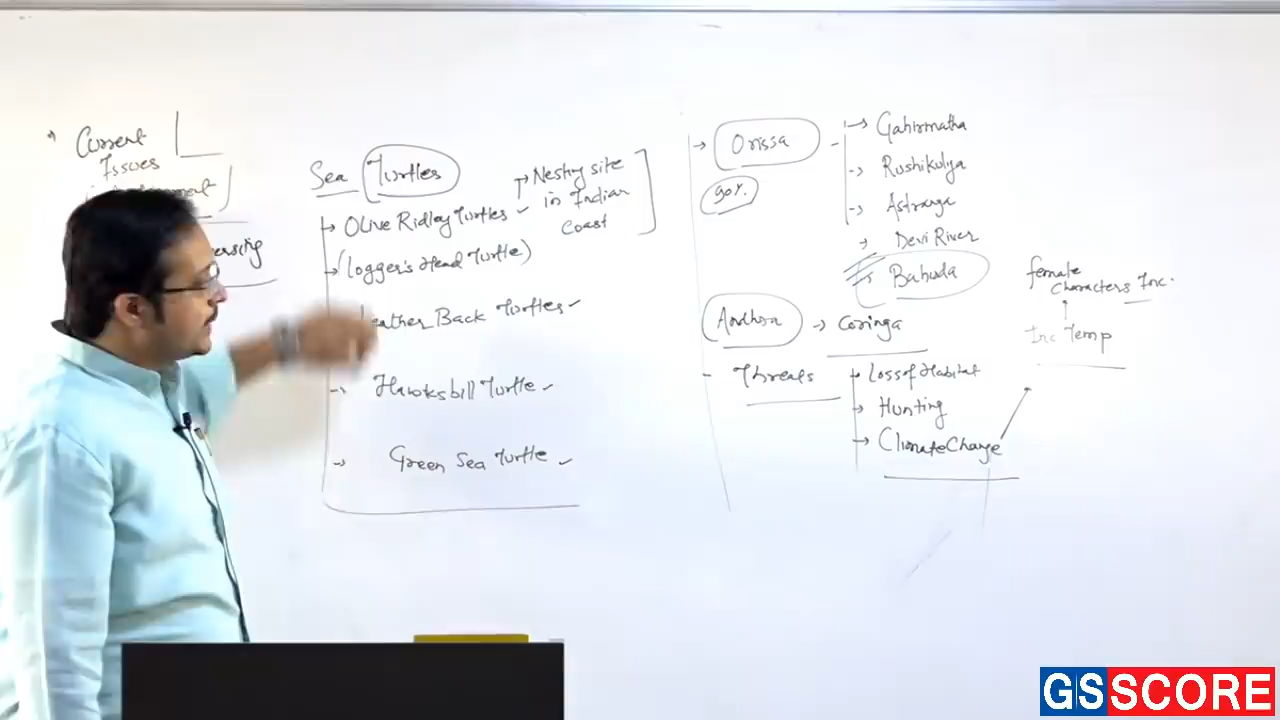 Current
Issues
Sea Turtles
Nesting site
in Indian
Coast
Olive Ridley Turtles
(Logger's Head Turtle)
Leather Back Turtles
Hawksbill Turtle
Green Sea Turtle
Orissa
90%
Gahirmatha
Rushikulya
Astranga
Devi River
Bahuda
Andhra
Coringa
Threats
Loss of Habitat
Hunting
Climate Change
female
characters Inc.
Inc Temp
GSSCORE